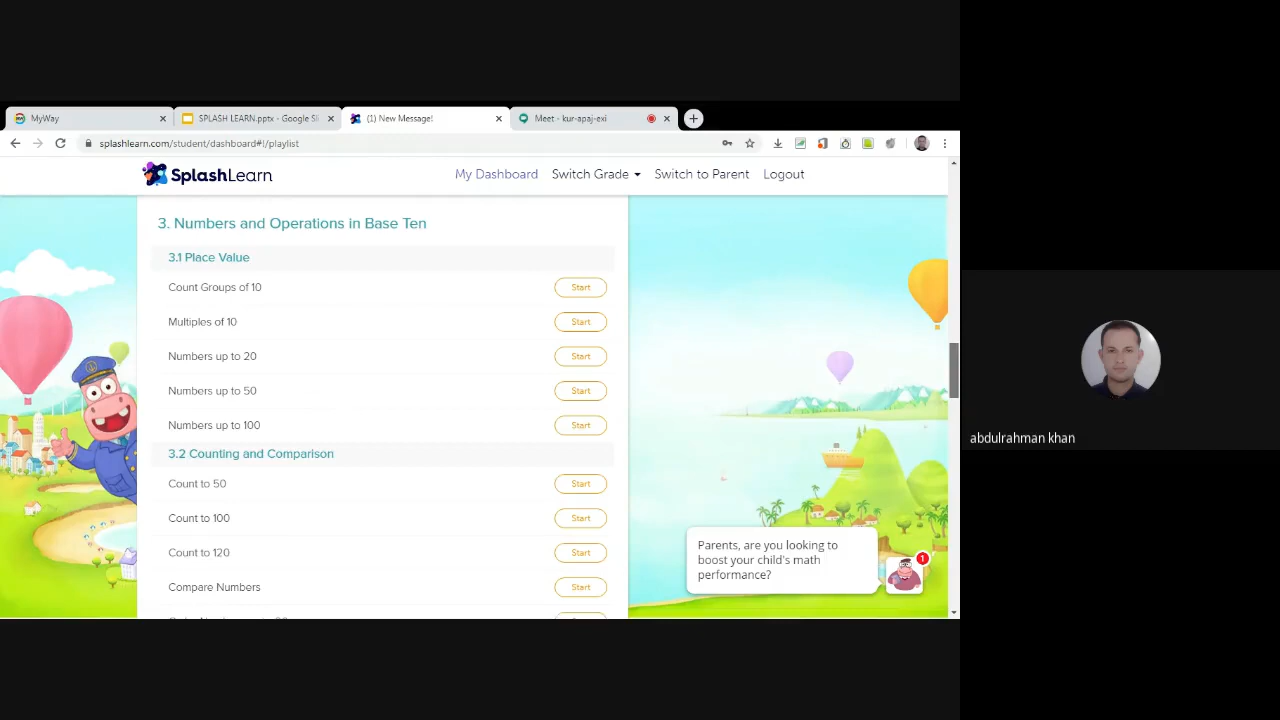 MyWay
SPLASH LEARN.pptx - Google Sli
(1) New Message!
Meet - kur-apaj-exi
splashlearn.com/student/dashboard#!/playlist
SplashLearn
My Dashboard
Switch Grade
Switch to Parent
Logout
3. Numbers and Operations in Base Ten
3.1 Place Value
Count Groups of 10
Start
Multiples of 10
Start
Numbers up to 20
Start
Numbers up to 50
Start
Numbers up to 100
Start
3.2 Counting and Comparison
Count to 50
Start
Count to 100
Start
Count to 120
Start
Compare Numbers
Start
Parents, are you looking to
boost your child's math
performance?
1
abdulrahman khan